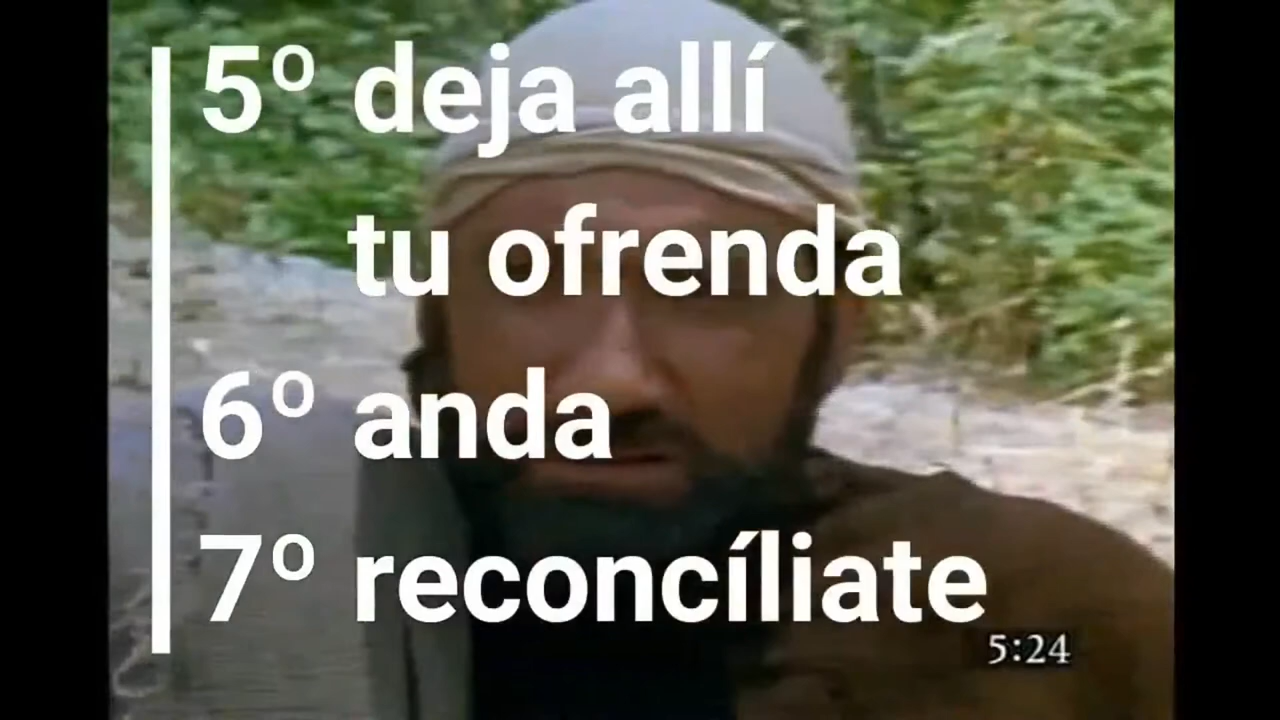 5º deja allí
tu ofrenda
6º anda
7º reconcíliate
5:24